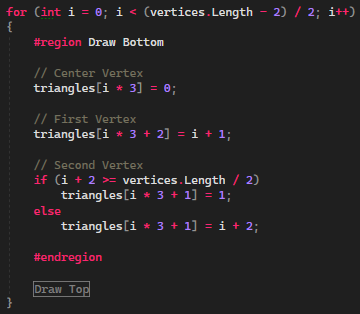 for (int i = 0; i < (vertices.Length - 2) / 2; i++)
{
#region Draw Bottom
// Center Vertex
triangles[i * 3] = 0;
// First Vertex
triangles[i * 3 + 2] = i + 1;
// Second Vertex
if (i + 2 >= vertices.Length / 2)
triangles[i * 3 + 1] = 1;
else
triangles[i * 3 + 1] = i + 2;
#endregion
Draw Top
}